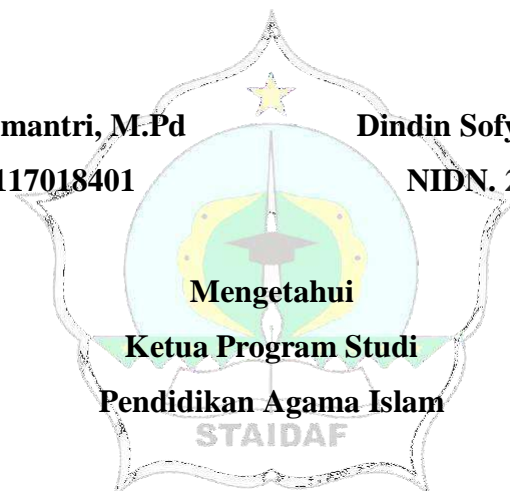 mantri, M.Pd Dindin Sofy
117018401 NIDN. 2
Mengetahui
Ketua Program Studi
Pendidikan Agama Islam
STAIDAF